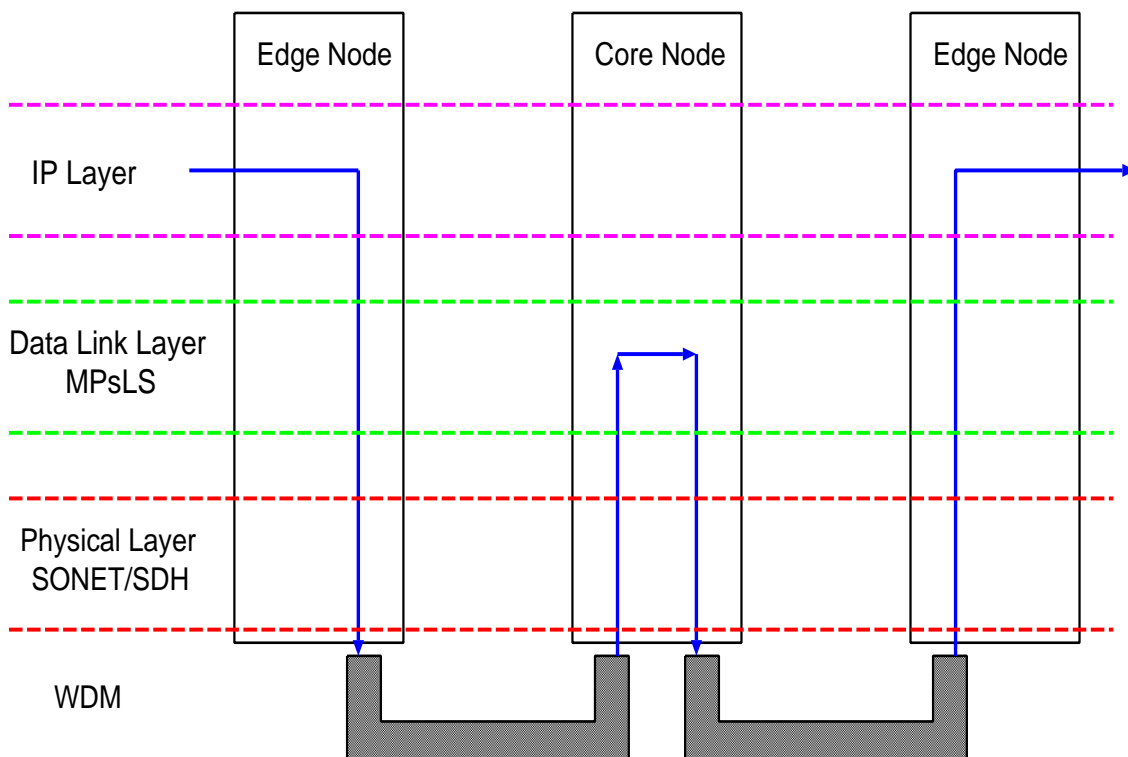 Edge Node
Core Node
Edge Node
IP Layer
Data Link Layer
MPsLS
Physical Layer
SONET/SDH
WDM